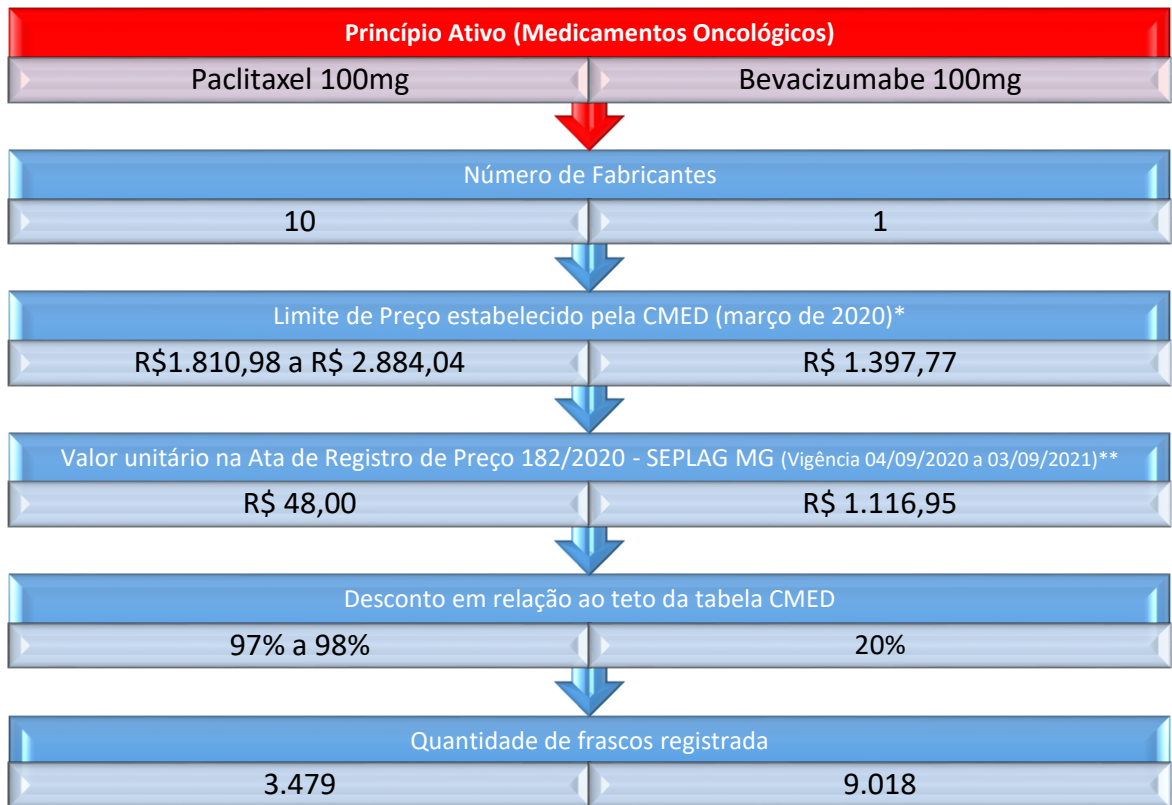 Princípio Ativo (Medicamentos Oncológicos)
Paclitaxel 100mg
Bevacizumabe 100mg
Número de Fabricantes
10
1
Limite de Preço estabelecido pela CMED (março de 2020)*
R$1.810,98 a R$ 2.884,04
R$ 1.397,77
Valor unitário na Ata de Registro de Preço 182/2020 - SEPLAG MG (Vigência 04/09/2020 a 03/09/2021)**
R$ 48,00
R$ 1.116,95
Desconto em relação ao teto da tabela CMED
97% a 98%
20%
Quantidade de frascos registrada
3.479
9.018